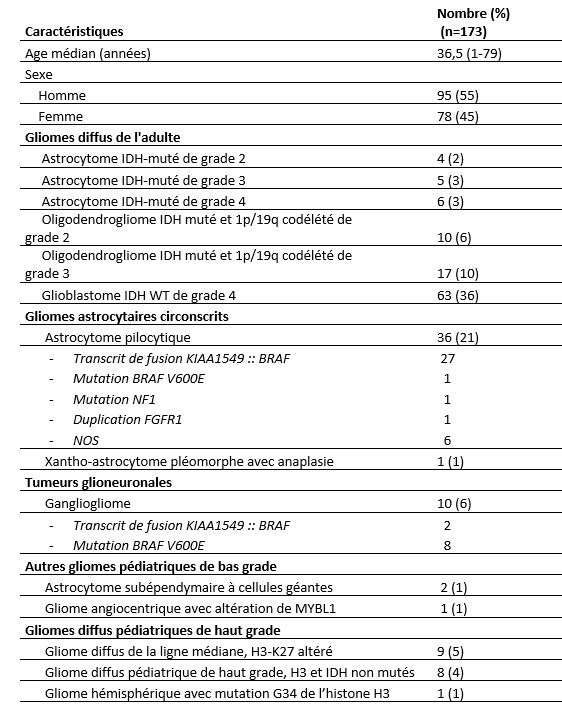 Caractéristiques Nombre (%)
(n=173)
Age médian (années) 36,5 (1-79)
Sexe
Homme 95 (55)
Femme 78 (45)
Gliomes diffus de l'adulte
Astrocytome IDH-muté de grade 2 4 (2)
Astrocytome IDH-muté de grade 3 5 (3)
Astrocytome IDH-muté de grade 4 6 (3)
Oligodendrogliome IDH muté et 1p/19q codélété de
grade 2 10 (6)
Oligodendrogliome IDH muté et 1p/19q codélété de
grade 3 17 (10)
Glioblastome IDH WT de grade 4 63 (36)
Gliomes astrocytaires circonscrits
Astrocytome pilocytique 36 (21)
- Transcrit de fusion KIAA1549 :: BRAF 27
- Mutation BRAF V600E 1
- Mutation NF1 1
- Duplication FGFR1 1
- NOS 6
Xantho-astrocytome pléomorphe avec anaplasie 1 (1)
Tumeurs glioneuronales
Gangliogliome 10 (6)
- Transcrit de fusion KIAA1549 :: BRAF 2
- Mutation BRAF V600E 8
Autres gliomes pédiatriques de bas grade
Astrocytome subépendymaire à cellules géantes 2 (1)
Gliome angiocentrique avec altération de MYBL1 1 (1)
Gliomes diffus pédiatriques de haut grade
Gliome diffus de la ligne médiane, H3-K27 altéré 9 (5)
Gliome diffus pédiatrique de haut grade, H3 et IDH non mutés 8 (4)
Gliome hémisphérique avec mutation G34 de l’histone H3 1 (1)